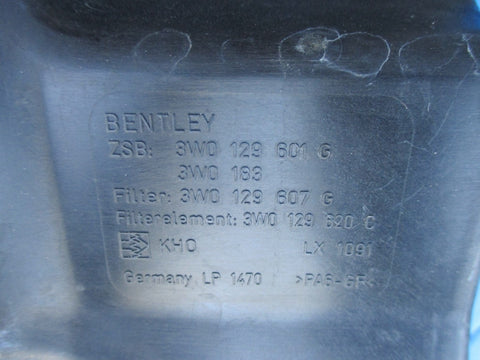 BENTLEY
ZSB: 3W0 129 601 G
3W0 183
Filter: 3W0 129 607 G
Filterelement: 3W0 129 620 C
KHO LX 1091
Germany LP 1470 >PA6-GF